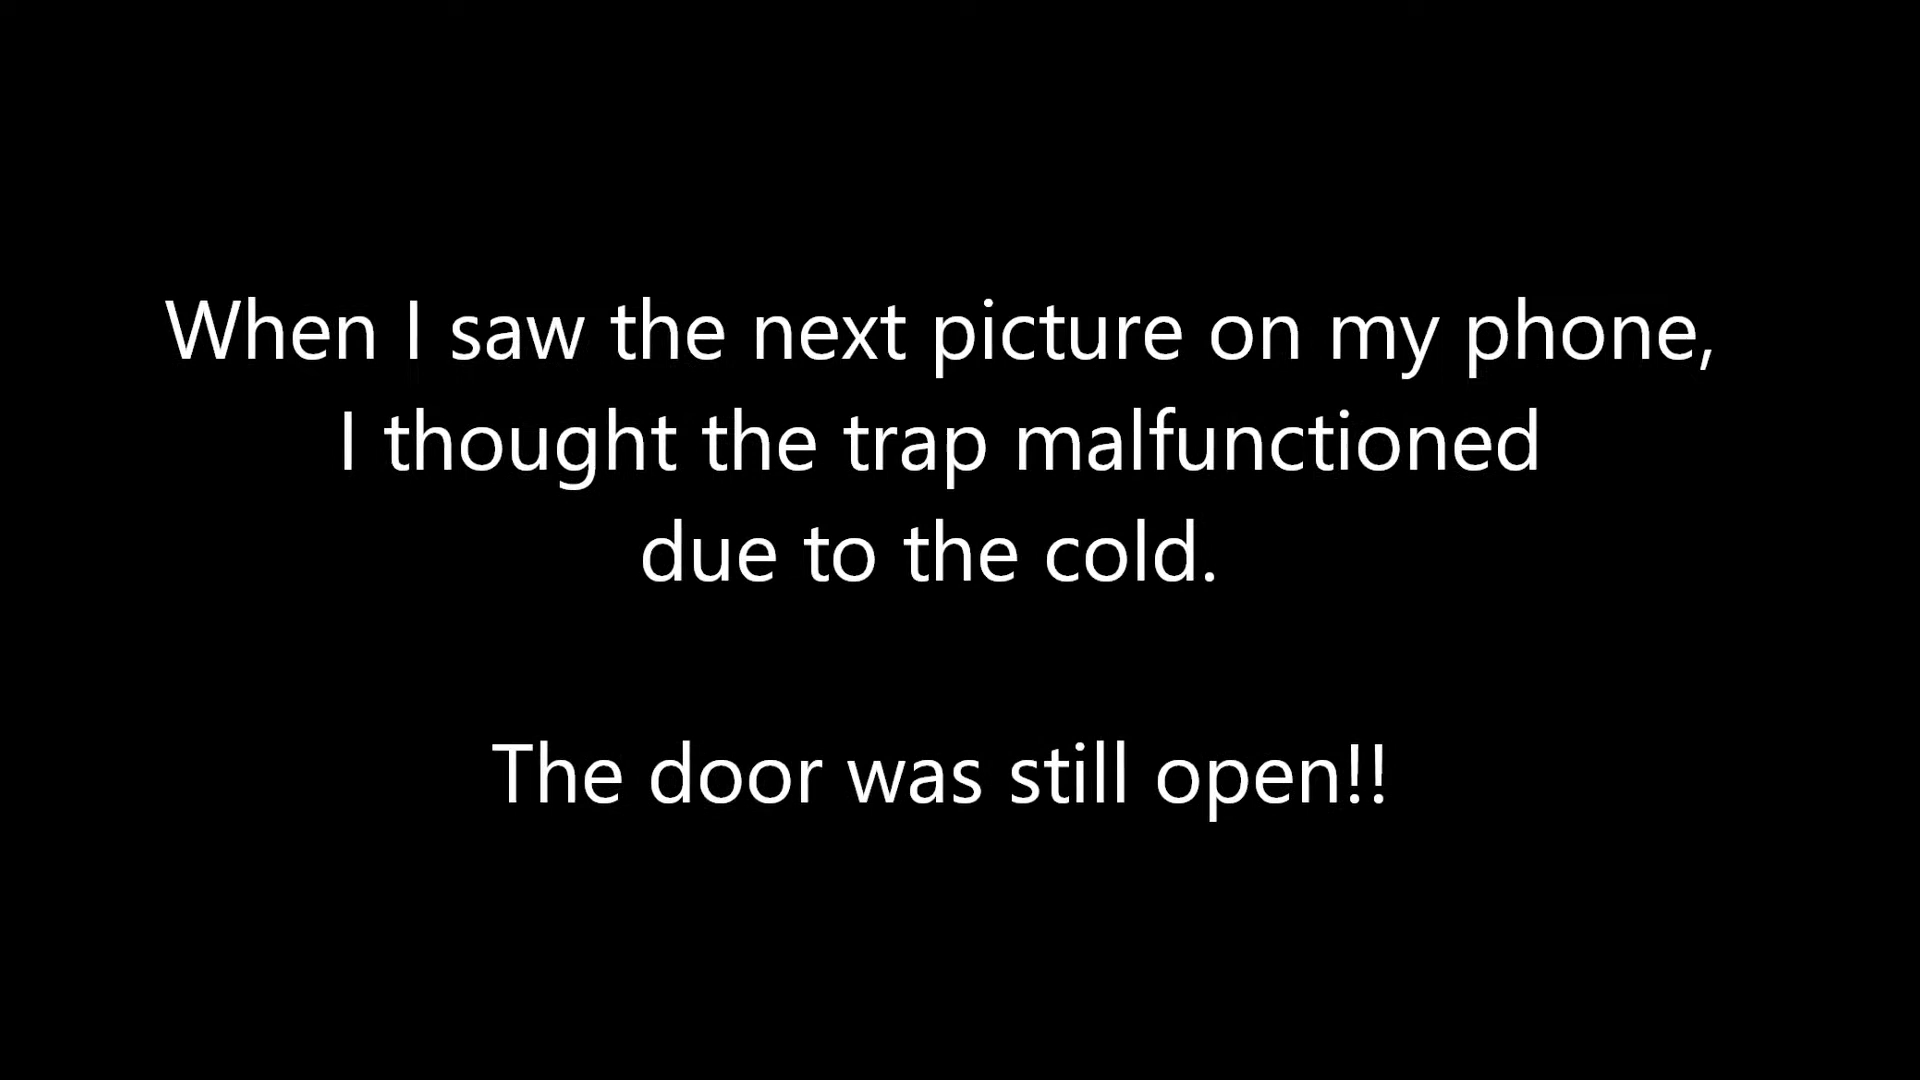 When I saw the next picture on my phone,
I thought the trap malfunctioned
due to the cold.
The door was still open!!